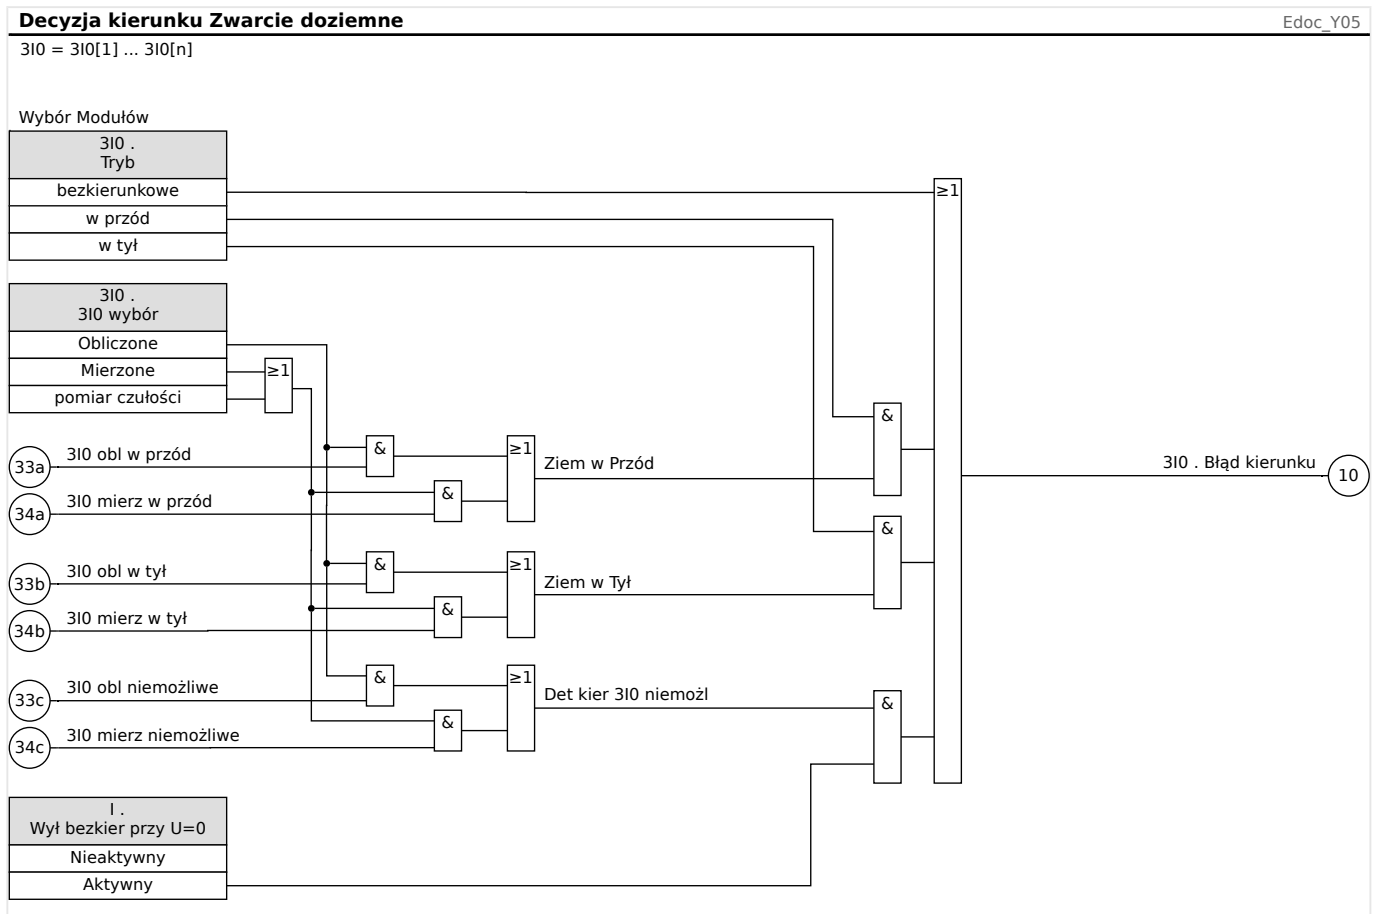 Decyzja kierunku Zwarcie doziemne
Edoc_Y05
3I0 = 3I0[1] ... 3I0[n]
Wybór Modułów
3I0 .
Tryb
bezkierunkowe
w przód
w tył
≥1
3I0 .
3I0 wybór
Obliczone
Mierzone
pomiar czułości
≥1
&
33a
3I0 obl w przód
&
≥1
Ziem w Przód
3I0 . Błąd kierunku
10
34a
3I0 mierz w przód
&
&
33b
3I0 obl w tył
&
≥1
Ziem w Tył
34b
3I0 mierz w tył
&
33c
3I0 obl niemożliwe
&
≥1
Det kier 3I0 niemożl
&
34c
3I0 mierz niemożliwe
&
I .
Wył bezkier przy U=0
Nieaktywny
Aktywny